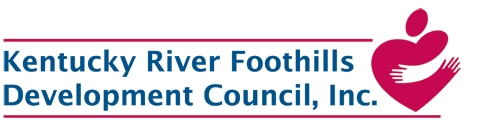 Kentucky River Foothills
Development Council, Inc.